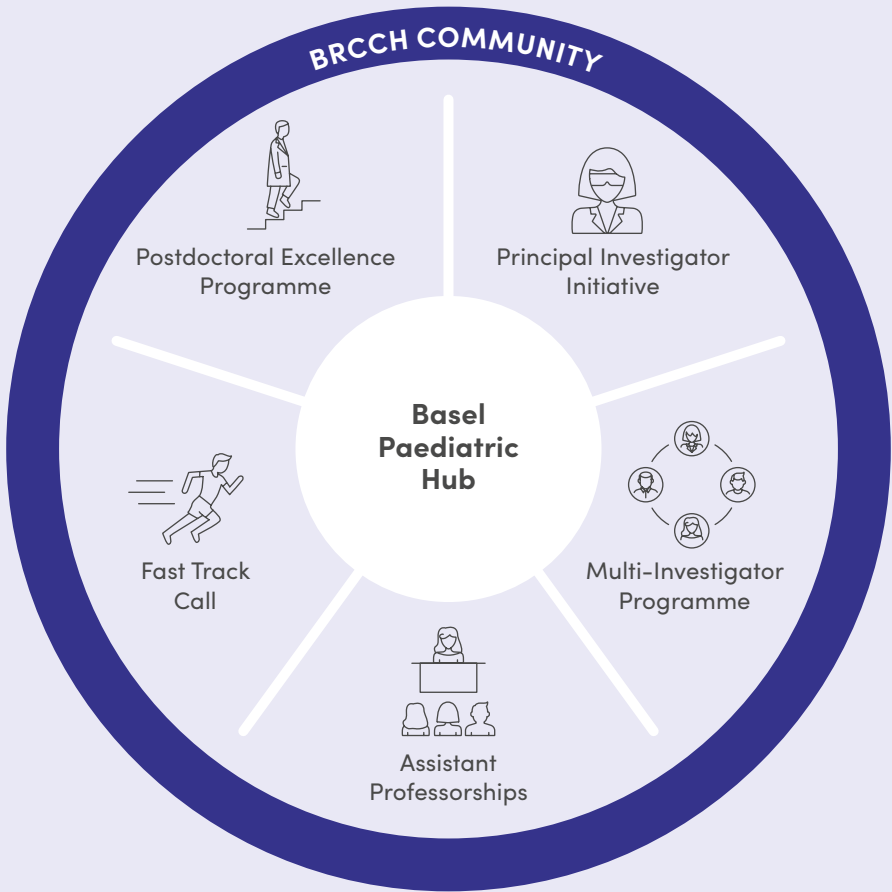 BRCCH COMMUNITY
Postdoctoral Excellence
Programme
Principal Investigator
Initiative
Basel
Paediatric
Hub
Fast Track
Call
Multi-Investigator
Programme
Assistant
Professorships